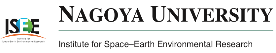 ISEE
NAGOYA UNIVERSITY
Institute for Space–Earth Environmental Research